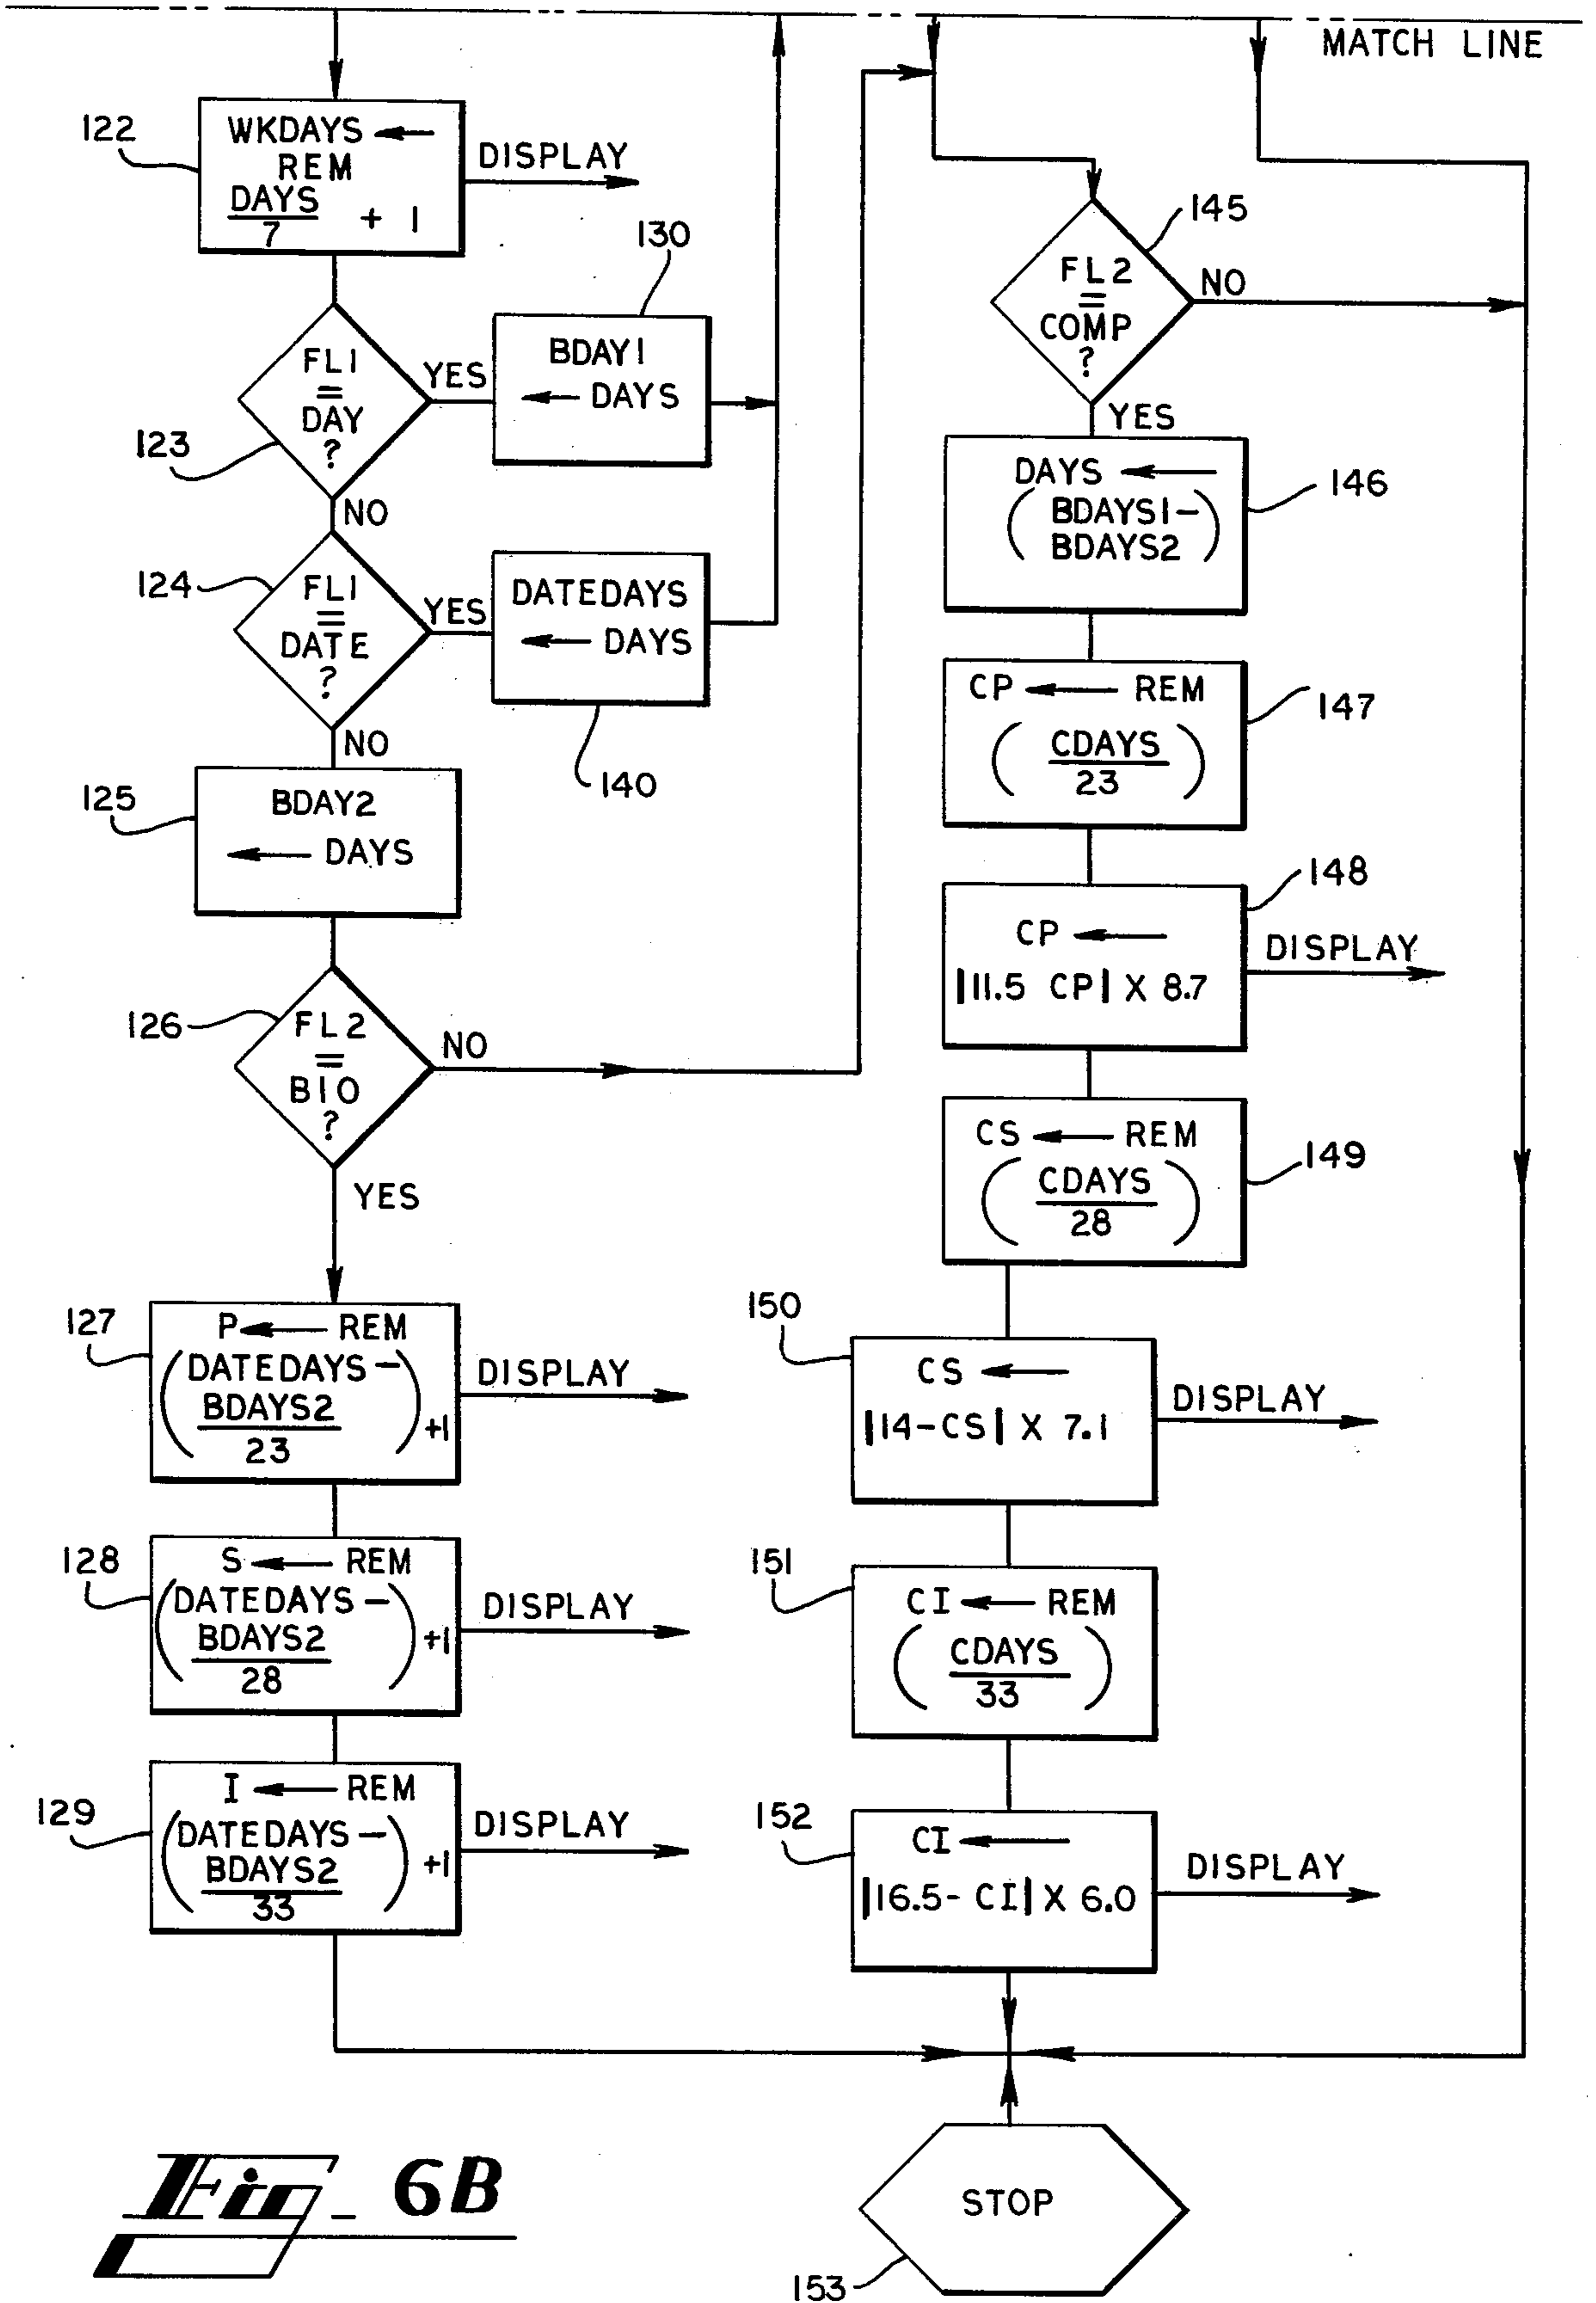 MATCH LINE
122
WKDAYS ←
REM
DAYS
7 + 1
DISPLAY
130
BDAY1
← DAYS
FL1
=
DAY
?
YES
123
NO
124
FL1
=
DATE
?
YES
DATEDAYS
← DAYS
140
NO
125
BDAY2
← DAYS
126
FL2
=
BIO
?
NO
YES
127
P ← REM
(DATEDAYS –
BDAYS2
23) +1
DISPLAY
128
S ← REM
(DATEDAYS –
BDAYS2
28) +1
DISPLAY
129
I ← REM
(DATEDAYS –
BDAYS2
33) +1
DISPLAY
145
FL2
=
COMP
?
NO
YES
146
DAYS ←
(BDAYS1–
BDAYS2)
147
CP ← REM
(CDAYS
23)
148
CP ←
|11.5 CP| X 8.7
DISPLAY
149
CS ← REM
(CDAYS
28)
150
CS ←
|14–CS| X 7.1
DISPLAY
151
CI ← REM
(CDAYS
33)
152
CI ←
|16.5– CI| X 6.0
DISPLAY
STOP
153
Fig_ 6B